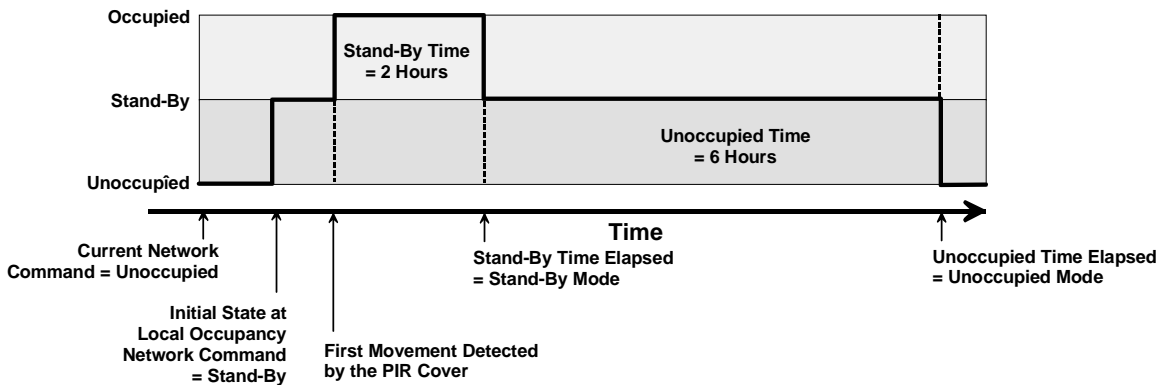 Occupied
Stand-By Time
= 2 Hours
Stand-By
Unoccupied Time
= 6 Hours
Unoccupîed
Time
Current Network
Command = Unoccupied
Stand-By Time Elapsed
= Stand-By Mode
Unoccupied Time Elapsed
= Unoccupied Mode
Initial State at
Local Occupancy
Network Command
= Stand-By
First Movement Detected
by the PIR Cover